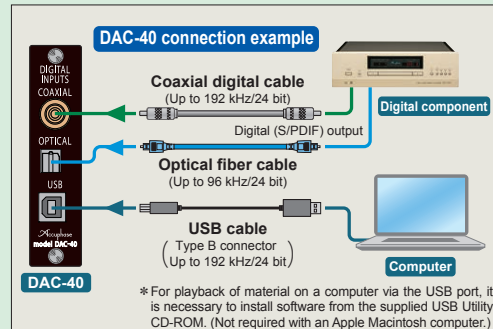 DAC-40 connection example
DIGITAL
INPUTS
COAXIAL
OPTICAL
USB
Accuphase
model DAC-40
DAC-40
Coaxial digital cable
(Up to 192 kHz/24 bit)
Digital component
Digital (S/PDIF) output
Optical fiber cable
(Up to 96 kHz/24 bit)
USB cable
(Type B connector
Up to 192 kHz/24 bit)
Computer
* For playback of material on a computer via the USB port, it
is necessary to install software from the supplied USB Utility
CD-ROM. (Not required with an Apple Macintosh computer.)